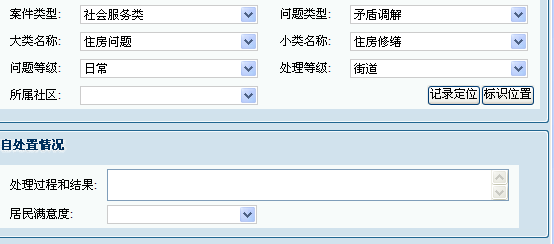 案件类型: 社会服务类 问题类型: 矛盾调解
大类名称: 住房问题 小类名称: 住房修缮
问题等级: 日常 处理等级: 街道
所属社区: 记录定位 标识位置
自处置情况
处理过程和结果:
居民满意度: